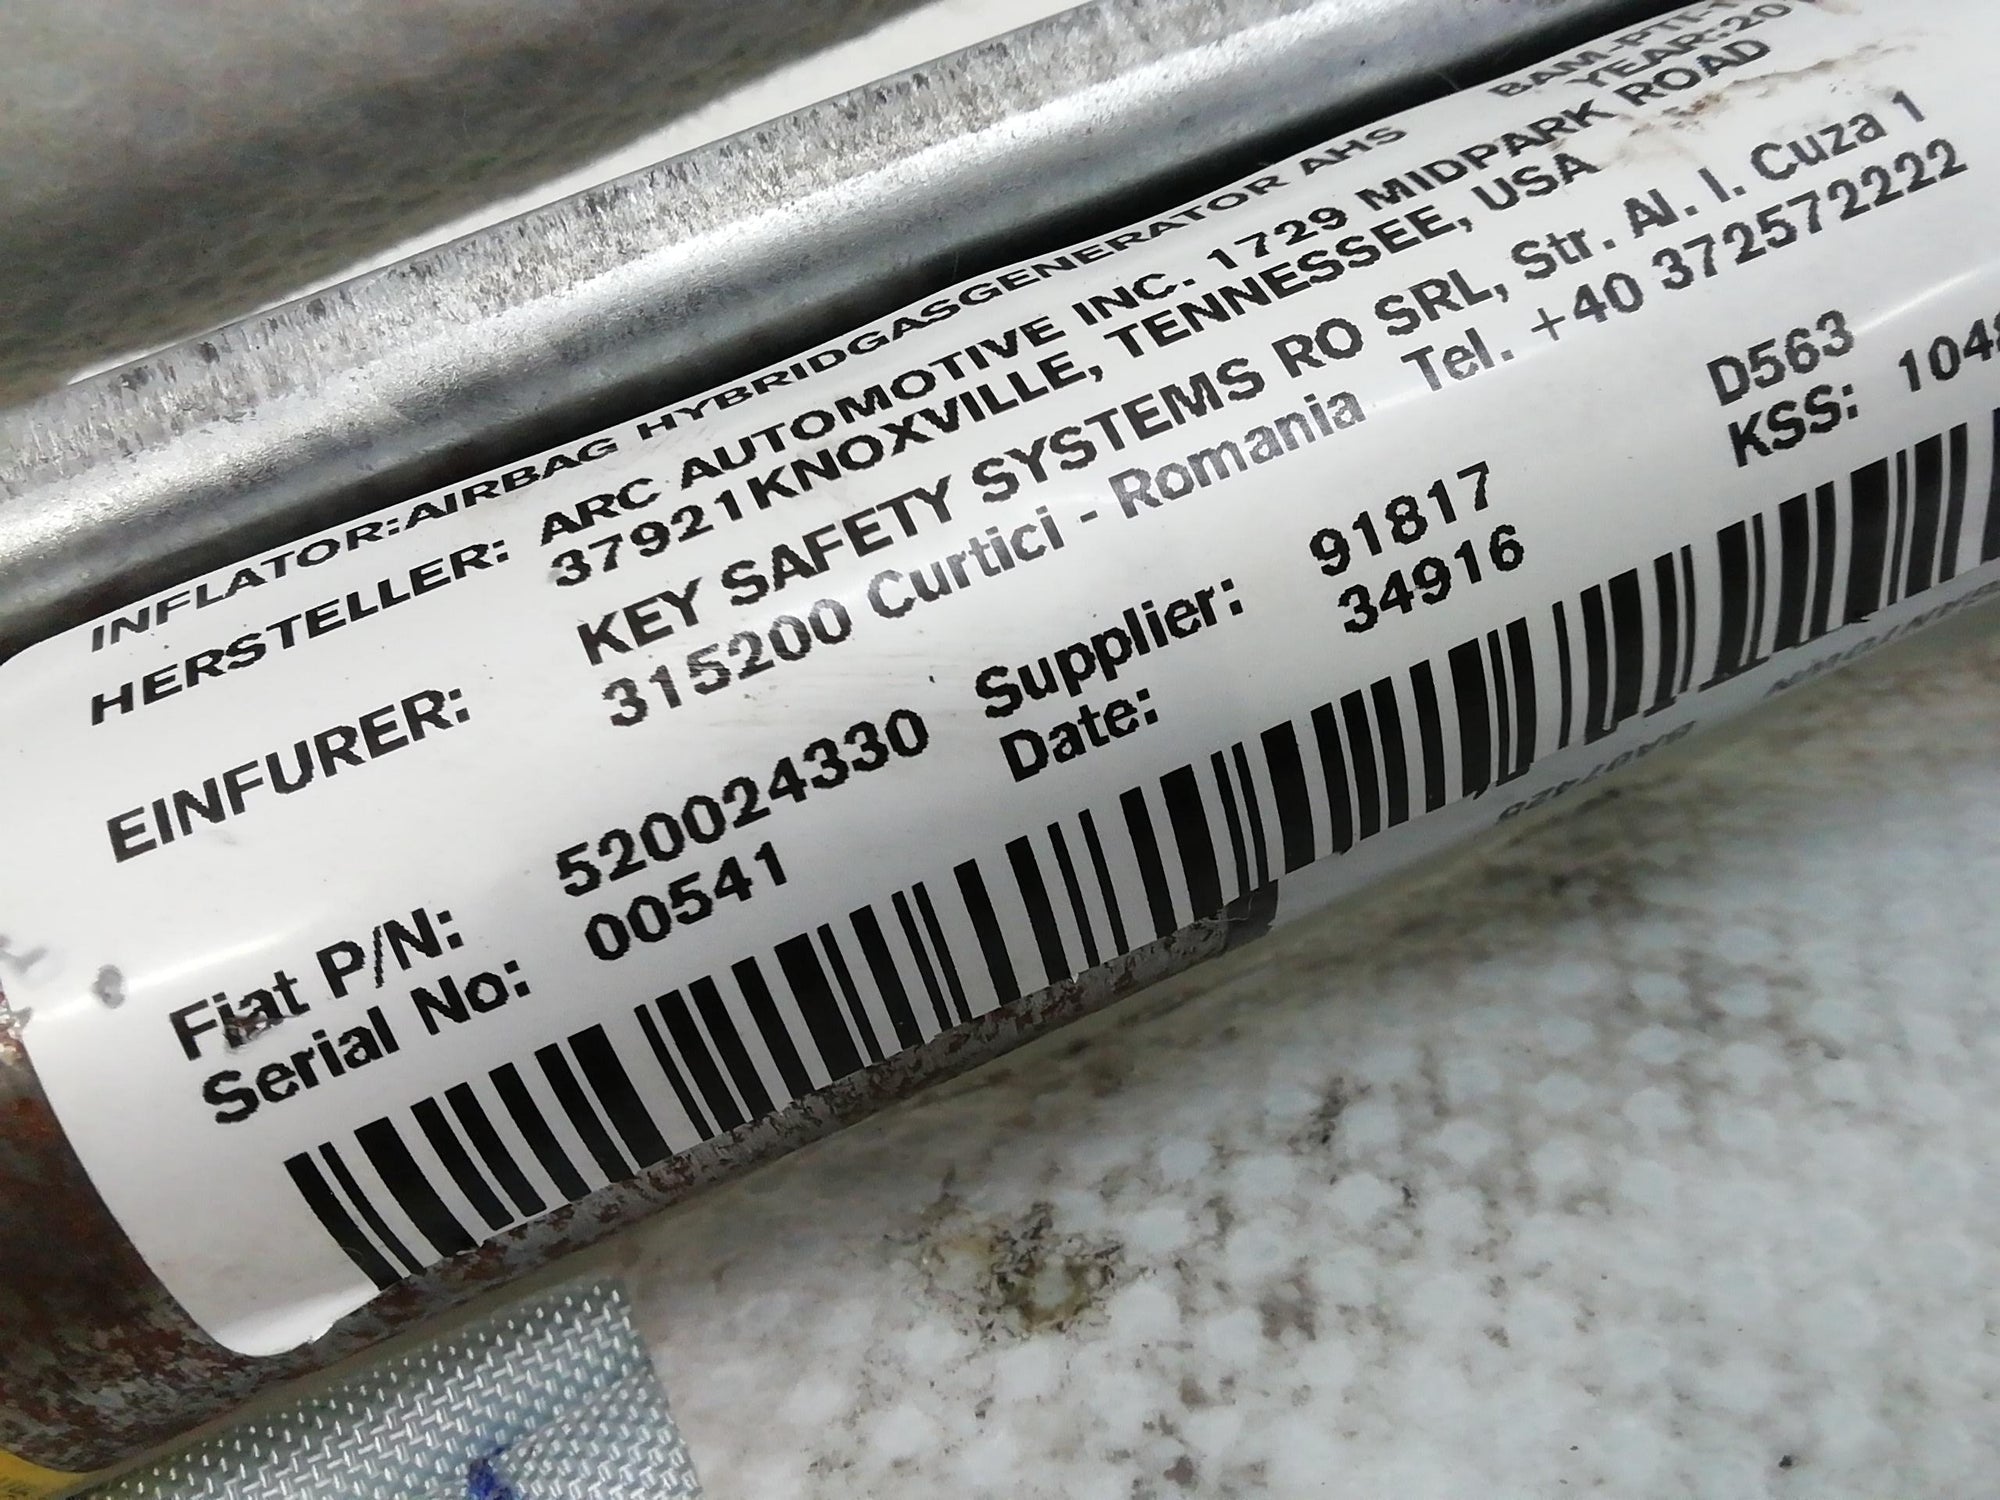 INFLATOR:AIRBAG HYBRIDGASGENERATOR AHS
HERSTELLER: ARC AUTOMOTIVE INC. 1729 MIDPARK ROAD
37921KNOXVILLE, TENNESSEE, USA
EINFURER: KEY SAFETY SYSTEMS RO SRL, Str. Al. I. Cuza 1
315200 Curtici - Romania Tel. +40 372572222
Fiat P/N: 520024330 Supplier: 91817 D563
Serial No: 00541 Date: 34916 KSS: